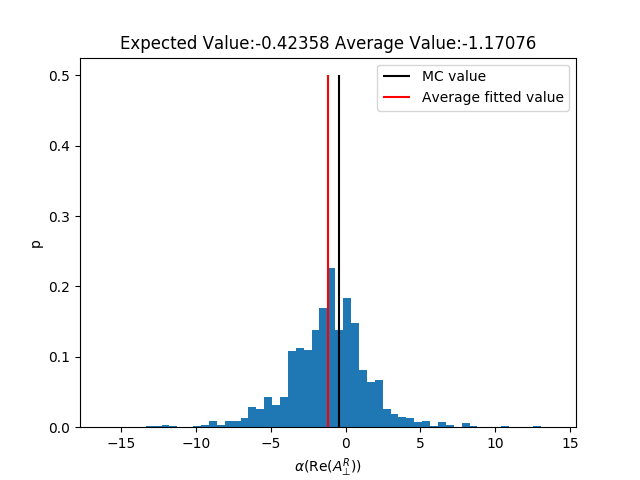 Expected Value:-0.42358 Average Value:-1.17076
MC value
Average fitted value
0.5
0.4
0.3
0.2
0.1
0.0
p
−15
−10
−5
0
5
10
15
α(Re(A⊥^R))